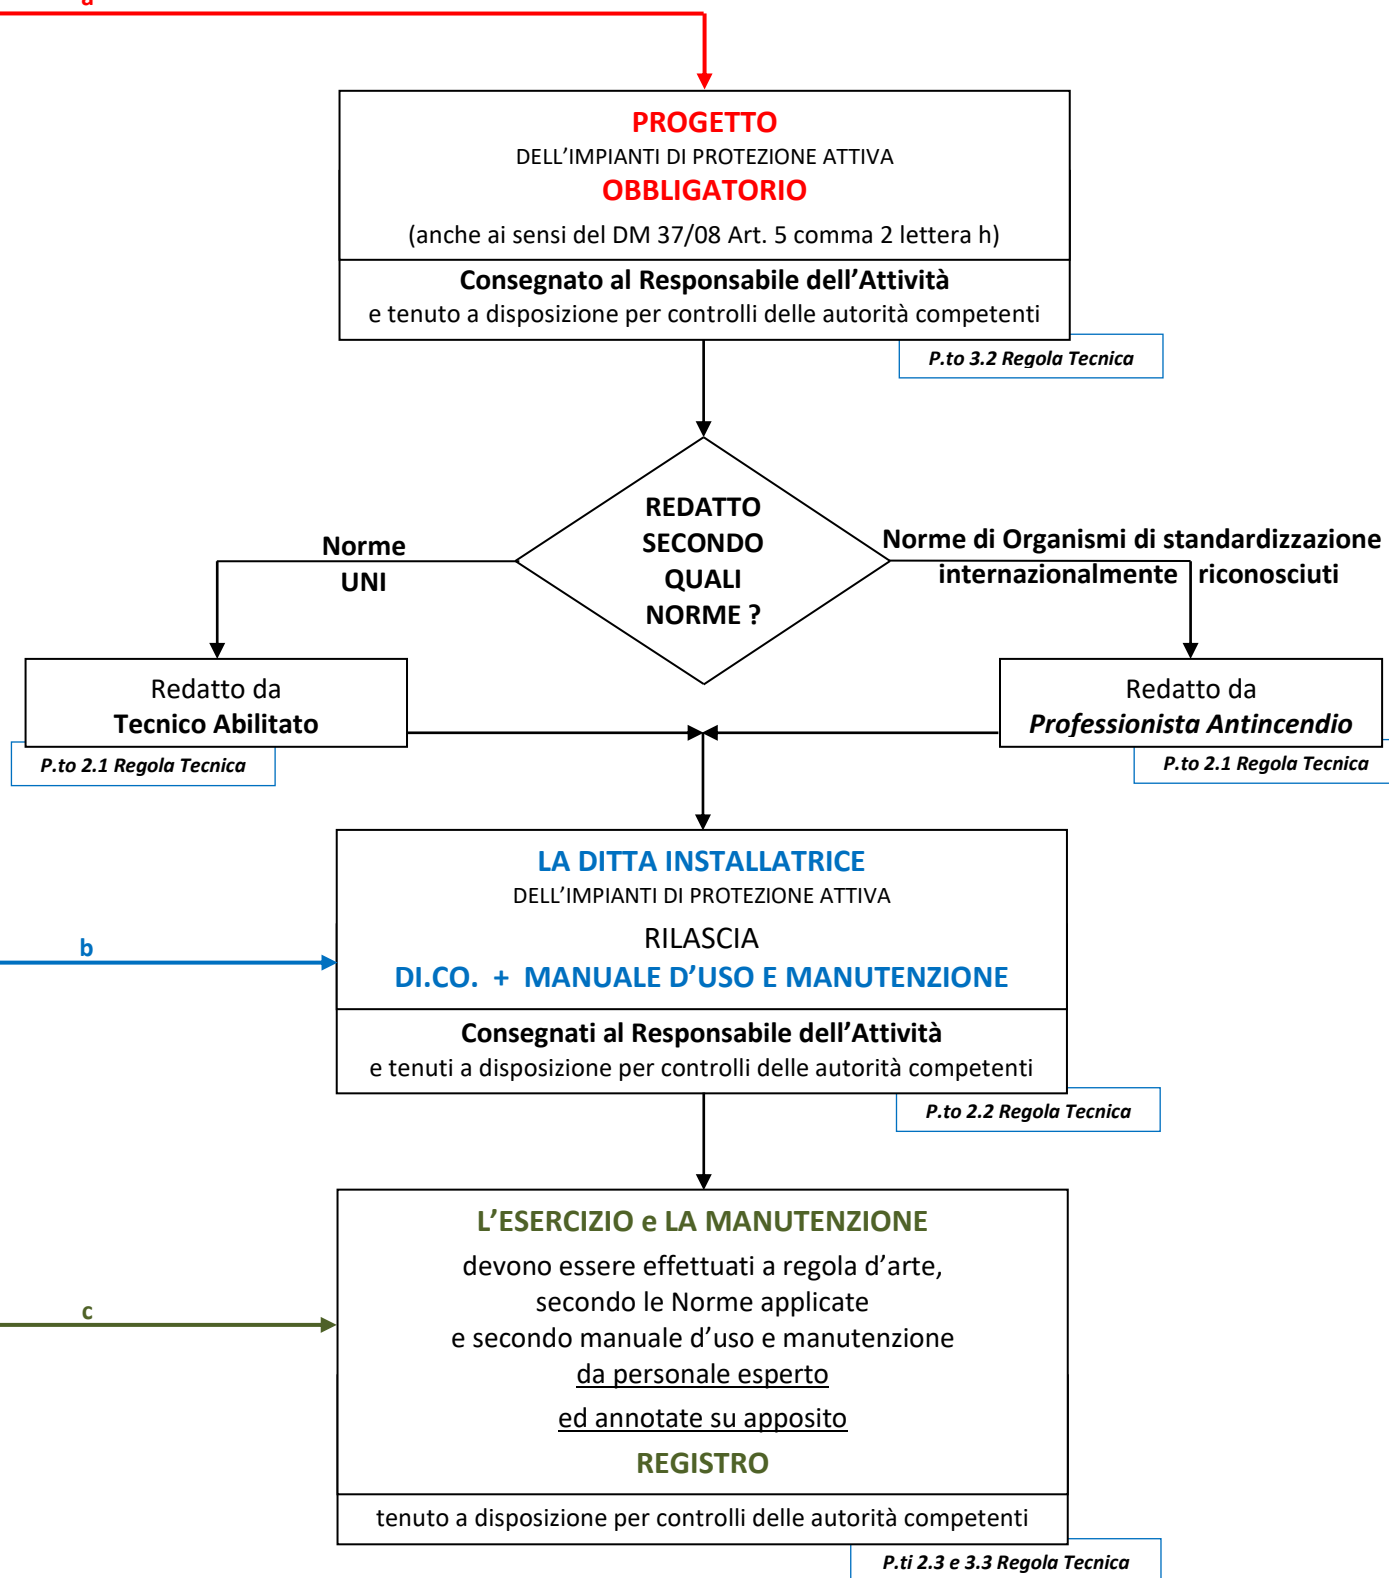 a
PROGETTO
DELL’IMPIANTI DI PROTEZIONE ATTIVA
OBBLIGATORIO
(anche ai sensi del DM 37/08 Art. 5 comma 2 lettera h)
Consegnato al Responsabile dell’Attività
e tenuto a disposizione per controlli delle autorità competenti
P.to 3.2 Regola Tecnica
REDATTO
SECONDO
QUALI
NORME ?
Norme
UNI
Norme di Organismi di standardizzazione
internazionalmente riconosciuti
Redatto da
Tecnico Abilitato
P.to 2.1 Regola Tecnica
Redatto da
Professionista Antincendio
P.to 2.1 Regola Tecnica
LA DITTA INSTALLATRICE
DELL’IMPIANTI DI PROTEZIONE ATTIVA
RILASCIA
DI.CO. + MANUALE D’USO E MANUTENZIONE
b
Consegnati al Responsabile dell’Attività
e tenuti a disposizione per controlli delle autorità competenti
P.to 2.2 Regola Tecnica
L’ESERCIZIO e LA MANUTENZIONE
devono essere effettuati a regola d’arte,
secondo le Norme applicate
e secondo manuale d’uso e manutenzione
da personale esperto
ed annotate su apposito
REGISTRO
c
tenuto a disposizione per controlli delle autorità competenti
P.ti 2.3 e 3.3 Regola Tecnica